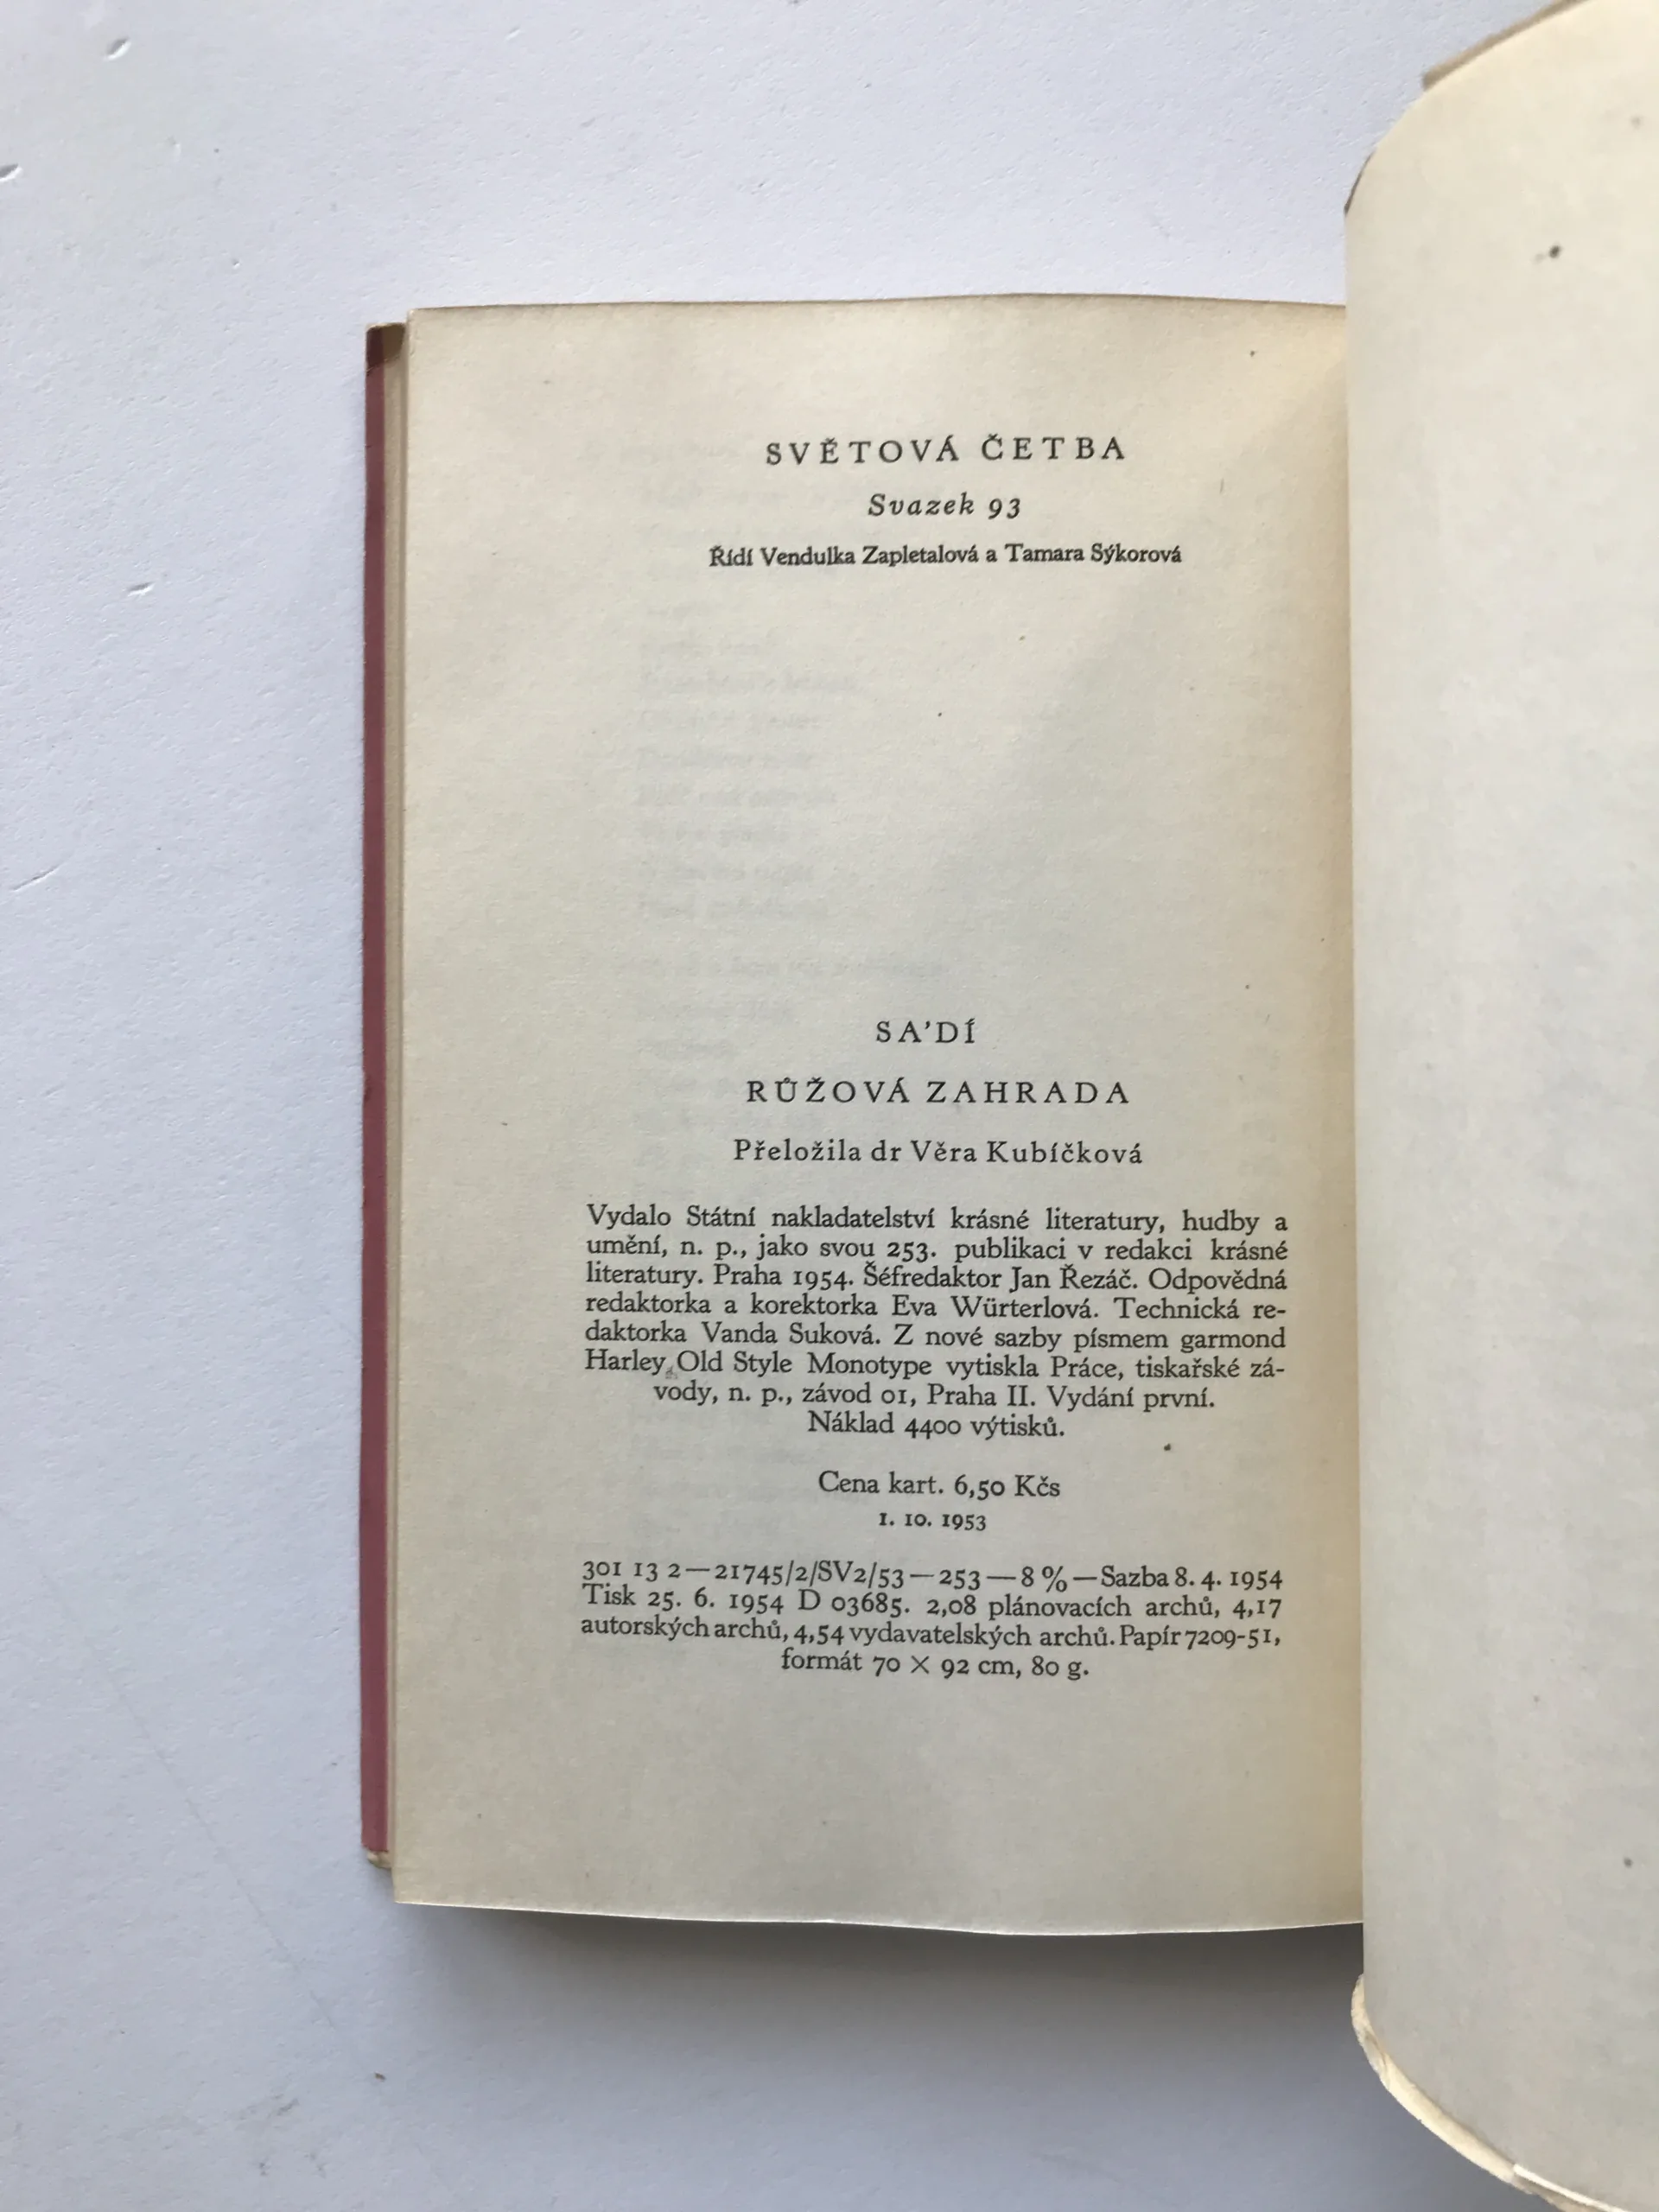 SVĚTOVÁ ČETBA
Svazek 93
Řídí Vendulka Zapletalová a Tamara Sýkorová
SA’DÍ
RŮŽOVÁ ZAHRADA
Přeložila dr Věra Kubíčková
Vydalo Státní nakladatelství krásné literatury, hudby a
umění, n. p., jako svou 253. publikaci v redakci krásné
literatury. Praha 1954. Šéfredaktor Jan Řezáč. Odpovědná
redaktorka a korektorka Eva Würterlová. Technická re-
daktorka Vanda Suková. Z nové sazby písmem garmond
Harley Old Style Monotype vytiskla Práce, tiskařské zá-
vody, n. p., závod 01, Praha II. Vydání první.
Náklad 4400 výtisků.
Cena kart. 6,50 Kčs
1. 10. 1953
301 13 2—21745/2/SV2/53—253—8 %—Sazba 8. 4. 1954
Tisk 25. 6. 1954 D 03685. 2,08 plánovacích archů, 4,17
autorských archů, 4,54 vydavatelských archů. Papír 7209-51,
formát 70 × 92 cm, 80 g.